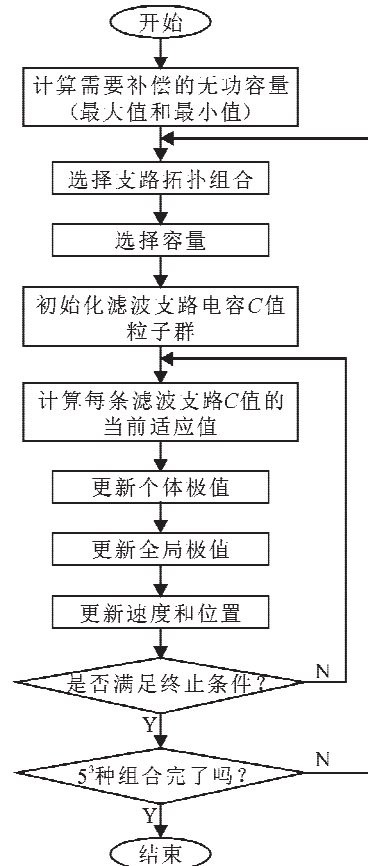 开始
计算需要补偿的无功容量
（最大值和最小值）
选择支路拓扑组合
选择容量
初始化滤波支路电容C值
粒子群
计算每条滤波支路C值的
当前适应值
更新个体极值
更新全局极值
更新速度和位置
是否满足终止条件？
N
Y
5³种组合完了吗？
N
Y
结束